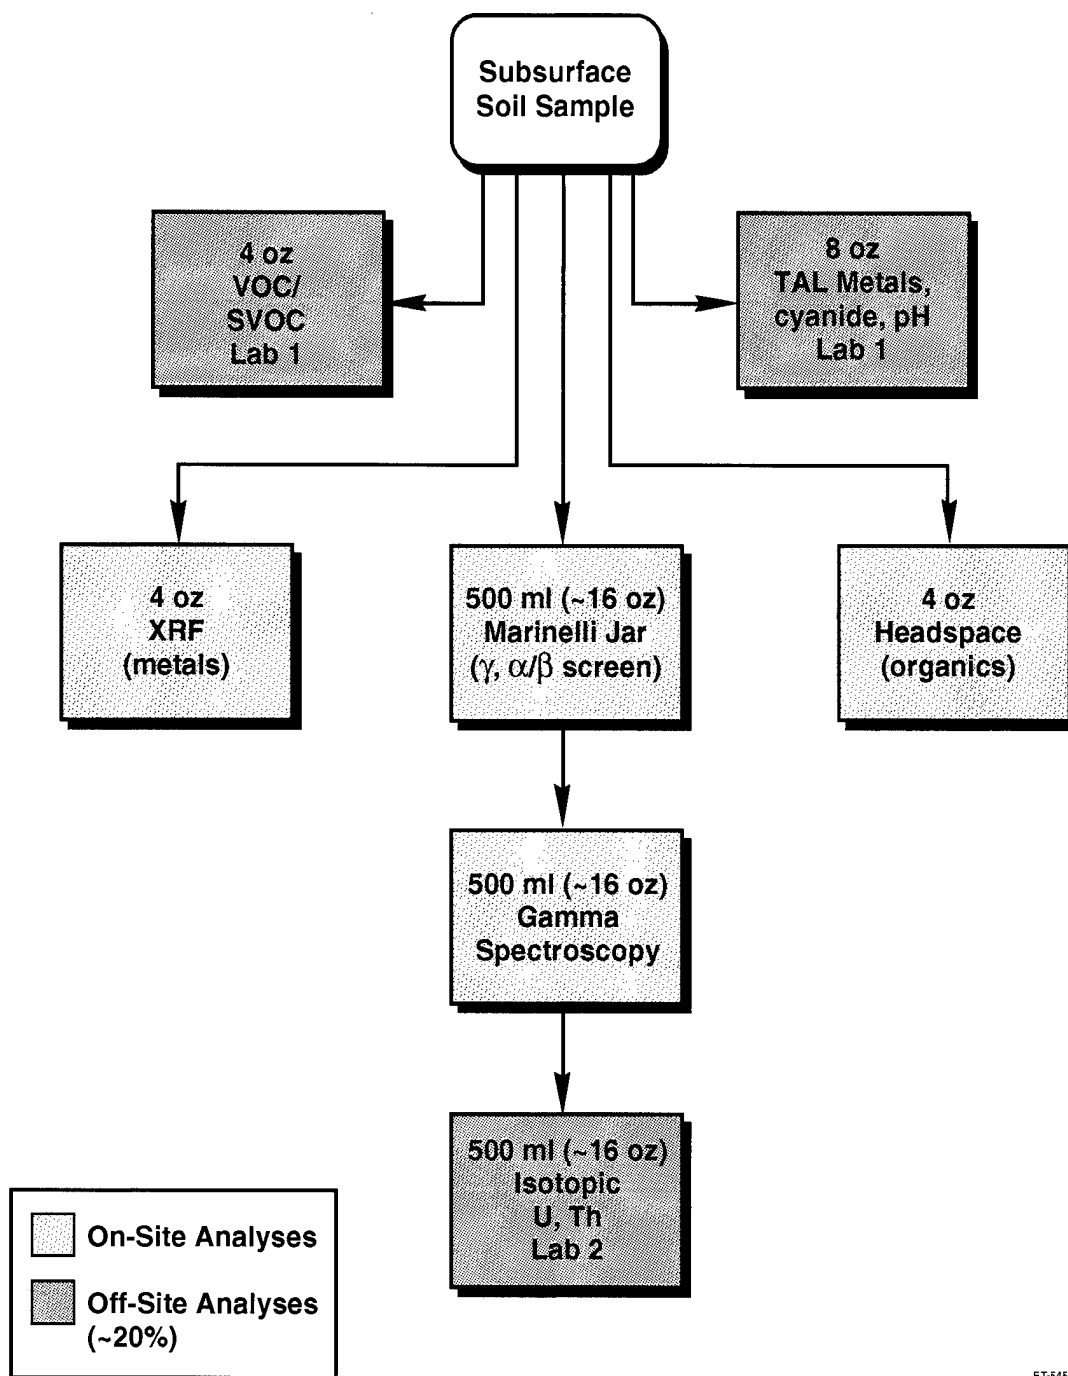 Subsurface
Soil Sample
4 oz
VOC/
SVOC
Lab 1
8 oz
TAL Metals,
cyanide, pH
Lab 1
4 oz
XRF
(metals)
500 ml (~16 oz)
Marinelli Jar
(γ, α/β screen)
4 oz
Headspace
(organics)
500 ml (~16 oz)
Gamma
Spectroscopy
500 ml (~16 oz)
Isotopic
U, Th
Lab 2
On-Site Analyses
Off-Site Analyses
(~20%)